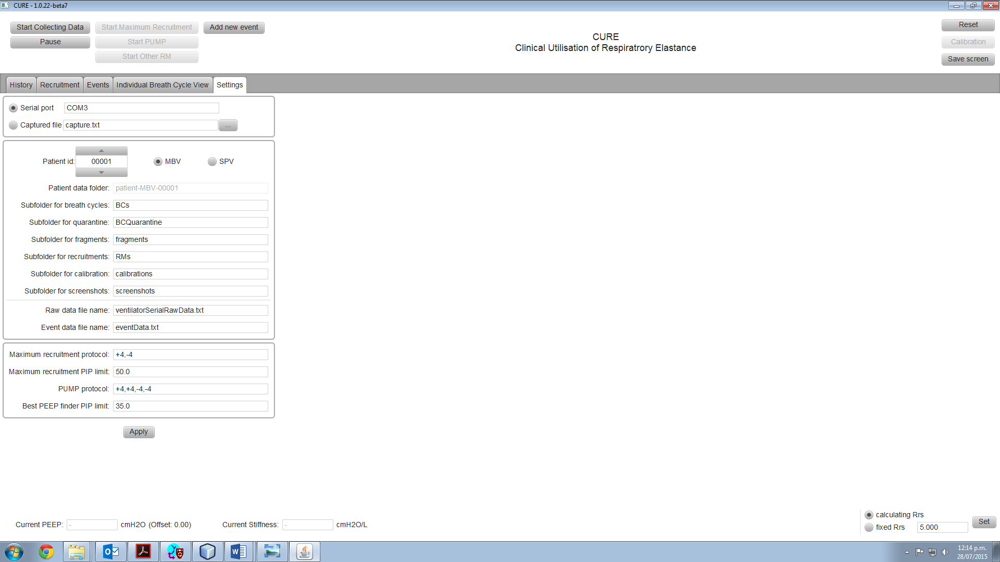 CURE - 1.0.22-beta7
Start Collecting Data
Start Maximum Recruitment
Add new event
Reset
Pause
Start PUMP
Calibration
Start Other RM
Save screen
CURE
Clinical Utilisation of Respiratrory Elastance
History
Recruitment
Events
Individual Breath Cycle View
Settings
Serial port COM3
Captured file capture.txt ...
Patient id: 00001 MBV SPV
Patient data folder: patient-MBV-00001
Subfolder for breath cycles: BCs
Subfolder for quarantine: BCQuarantine
Subfolder for fragments: fragments
Subfolder for recruitments: RMs
Subfolder for calibration: calibrations
Subfolder for screenshots: screenshots
Raw data file name: ventilatorSerialRawData.txt
Event data file name: eventData.txt
Maximum recruitment protocol: +4,-4
Maximum recruitment PIP limit: 50.0
PUMP protocol: +4,+4,-4,-4
Best PEEP finder PIP limit: 35.0
Apply
Current PEEP: - cmH2O (Offset: 0.00) Current Stiffness: - cmH2O/L
calculating Rrs
fixed Rrs 5.000
Set
12:14 p.m.
28/07/2015